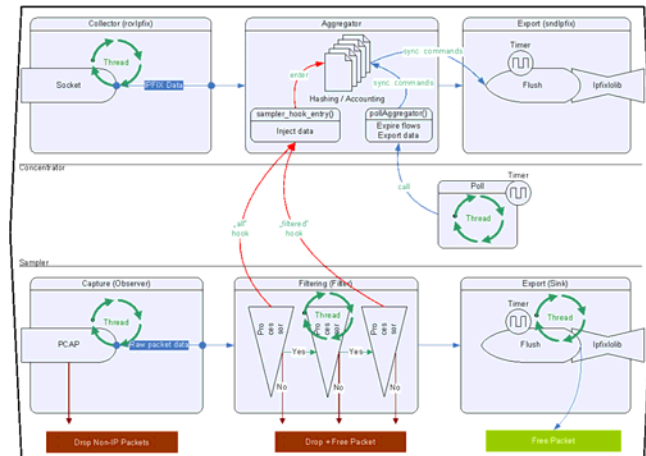 Collector (rcvIpfix)
Aggregator
Export (sndIpfix)
Timer
Thread
Socket
IPFIX Data
enter
sync. commands
sync. commands
Hashing / Accounting
Flush
Ipfixlolib
sampler_hook_entry()
Inject data
pollAggregator()
Expire flows
Export data
Concentrator
call
Poll
Timer
Thread
„all“
hook
„filtered“
hook
Sampler
Capture (Observer)
Filtering (Filter)
Export (Sink)
Timer
Thread
PCAP
Raw packet data
Pro
ces
sor
Thread
Pro
ces
sor
Pro
ces
sor
Yes
Yes
No
No
No
Thread
Flush
Ipfixlolib
Drop Non-IP Packets
Drop +Free Packet
Free Packet